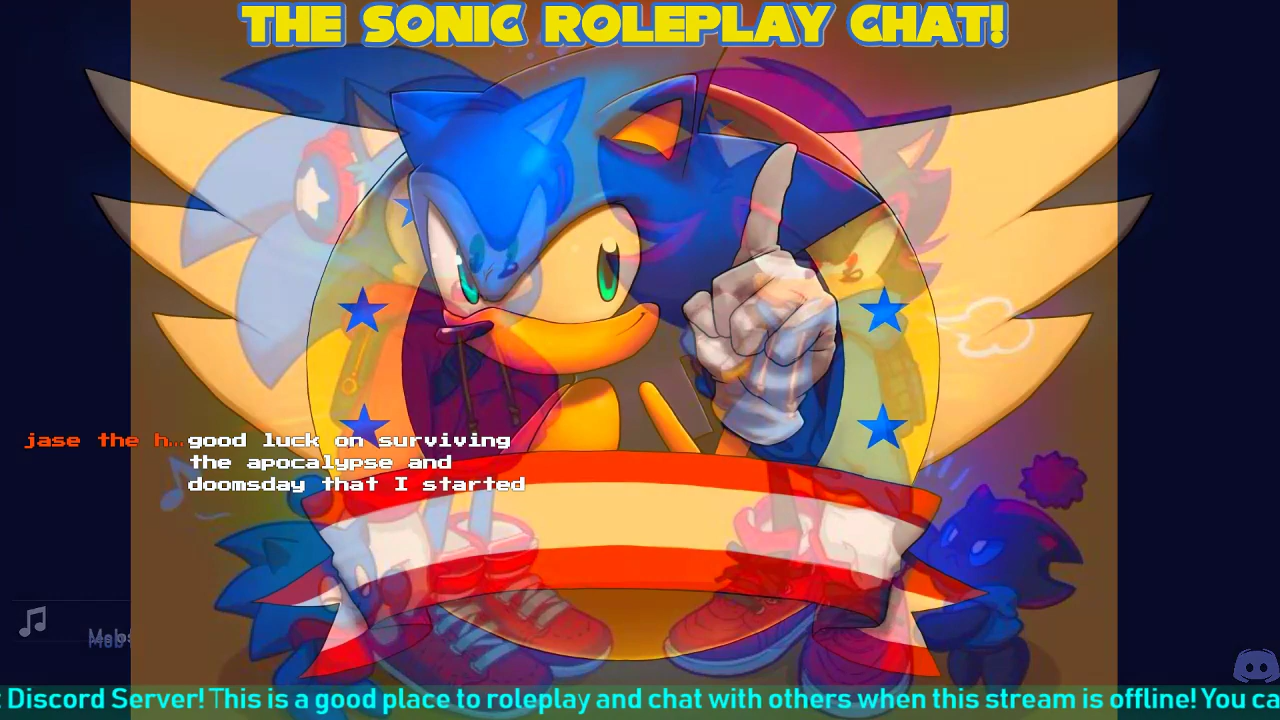 THE SONIC ROLEPLAY CHAT!
jase the h... good luck on surviving
the apocalypse and
doomsday that I started
Discord Server! This is a good place to roleplay and chat with others when this stream is offline! You ca